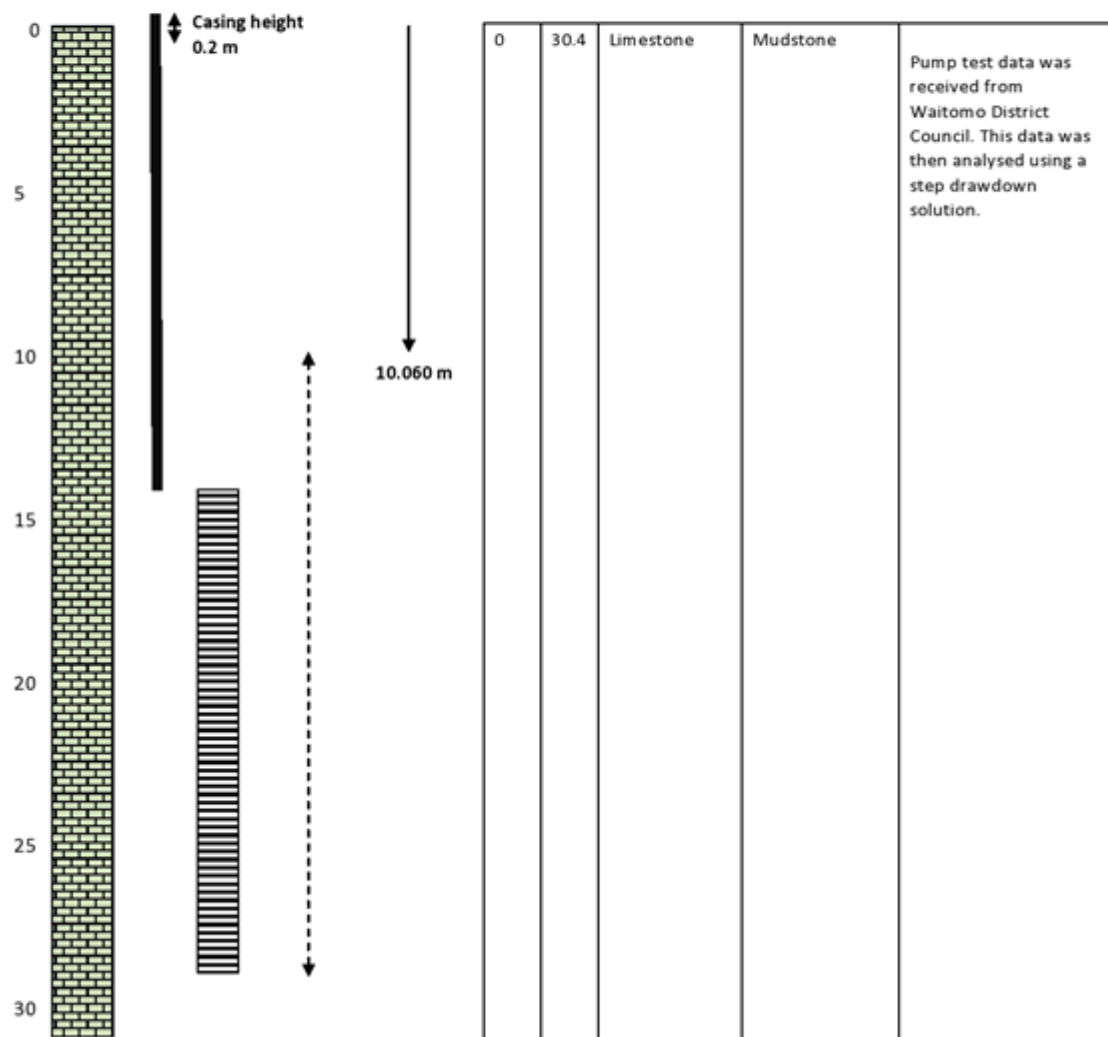 0
Casing height
0.2 m
5
10
10.060 m
15
20
25
30
0 30.4 Limestone Mudstone
Pump test data was
received from
Waitomo District
Council. This data was
then analysed using a
step drawdown
solution.